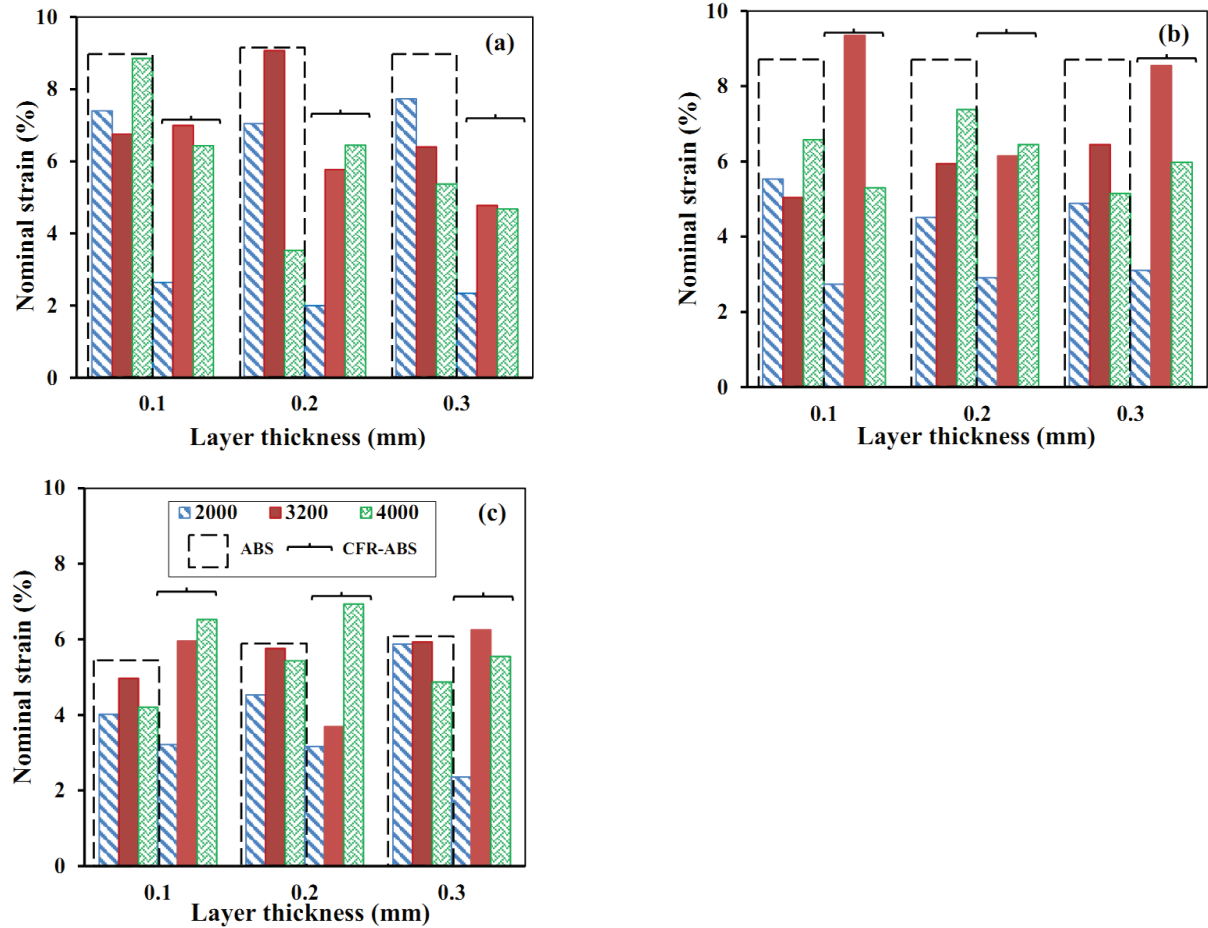 (a)
Nominal strain (%)
10
8
6
4
2
0
0.1 0.2 0.3
Layer thickness (mm)
(b)
Nominal strain (%)
10
8
6
4
2
0
0.1 0.2 0.3
Layer thickness (mm)
(c)
2000 3200 4000
ABS CFR-ABS
Nominal strain (%)
10
8
6
4
2
0
0.1 0.2 0.3
Layer thickness (mm)